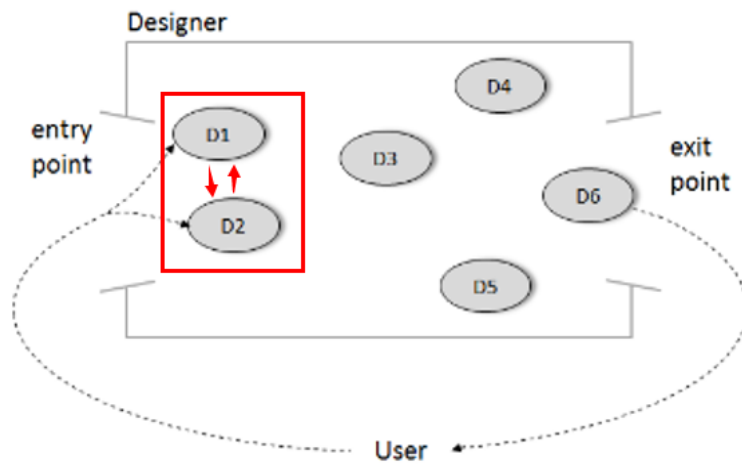 Designer
D4
D1
entry
point
D3
exit
point
D6
D2
D5
User